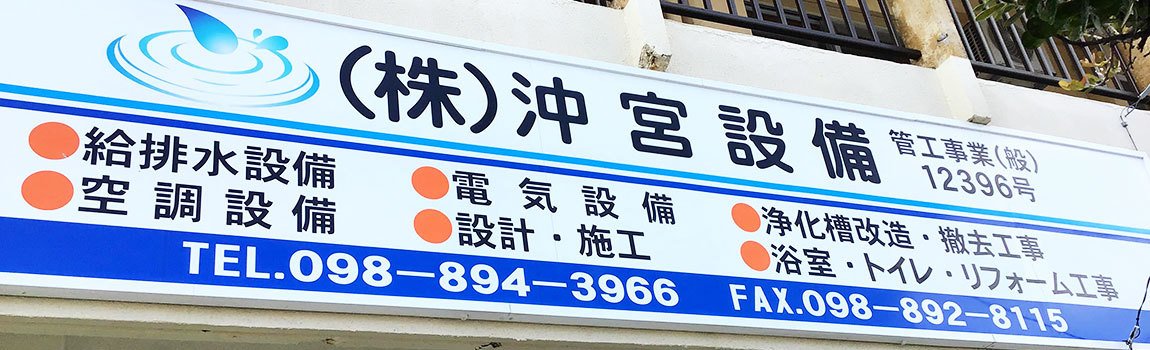 (株)沖宮設備
管工事業(般)
12396号
●給排水設備
●空調設備
●電気設備
●設計・施工
●浄化槽改造・撤去工事
●浴室・トイレ・リフォーム工事
TEL.098-894-3966
FAX.098-892-8115